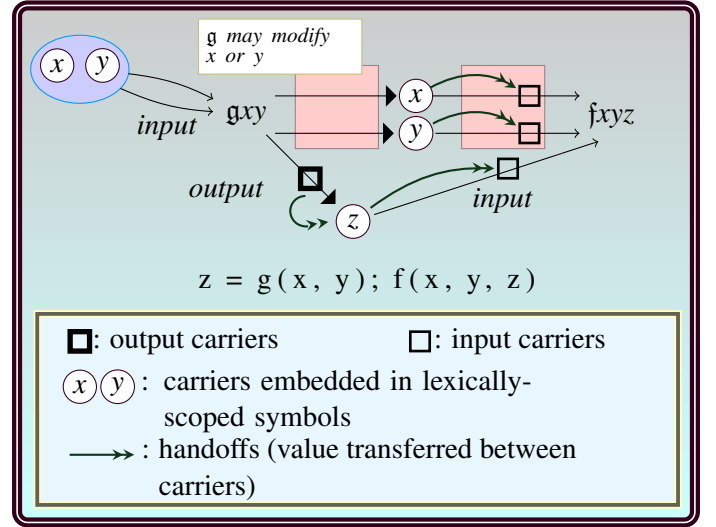 𝔤 may modify
x or y
x y
input
𝔤xy
x
y
𝔣xyz
output
input
z
z = g(x, y); f(x, y, z)
: output carriers
: input carriers
x y : carriers embedded in lexically-
scoped symbols
: handoffs (value transferred between
carriers)